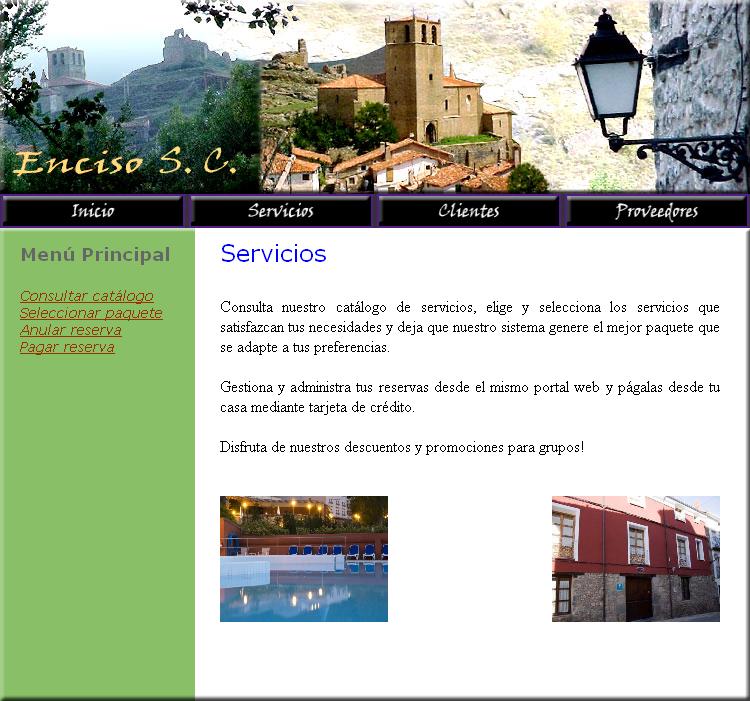 Enciso S. C.
Inicio
Servicios
Clientes
Proveedores
Menú Principal
Consultar catálogo
Seleccionar paquete
Anular reserva
Pagar reserva
Servicios
Consulta nuestro catálogo de servicios, elige y selecciona los servicios que
satisfazcan tus necesidades y deja que nuestro sistema genere el mejor paquete que
se adapte a tus preferencias.
Gestiona y administra tus reservas desde el mismo portal web y págalas desde tu
casa mediante tarjeta de crédito.
Disfruta de nuestros descuentos y promociones para grupos!